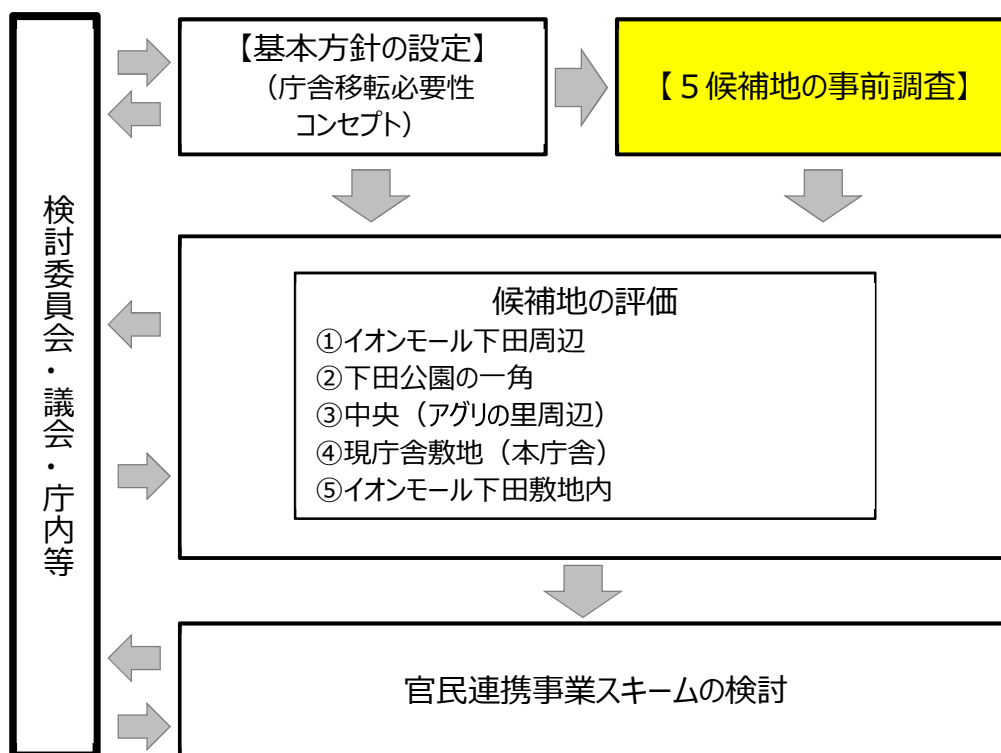 【基本方針の設定】
（庁舎移転必要性
コンセプト）
【５候補地の事前調査】
検討委員会・議会・庁内等
候補地の評価
①イオンモール下田周辺
②下田公園の一角
③中央（アグリの里周辺）
④現庁舎敷地（本庁舎）
⑤イオンモール下田敷地内
官民連携事業スキームの検討